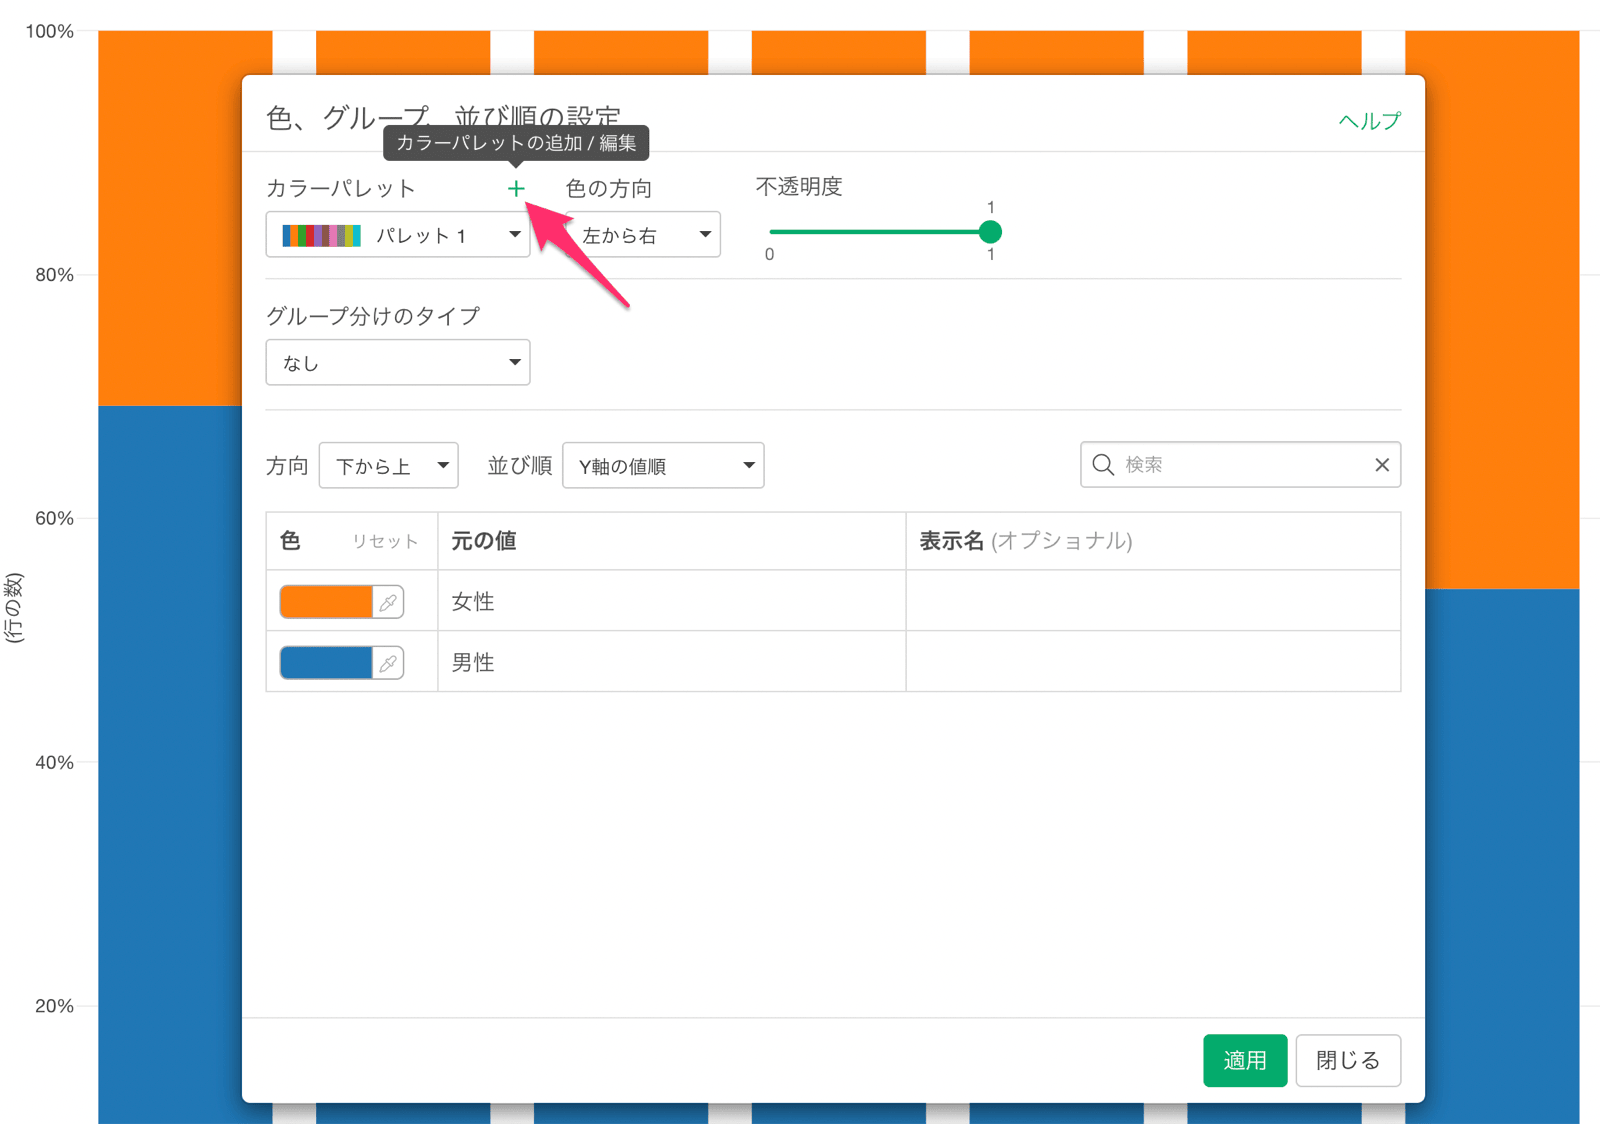 100%
80%
60%
40%
20%
(行の数)
色、グループ、並び順の設定
ヘルプ
カラーパレットの追加 / 編集
カラーパレット
+
色の方向
不透明度
パレット 1
左から右
1
0
1
グループ分けのタイプ
なし
方向
下から上
並び順
Y軸の値順
検索
色
リセット
元の値
表示名 (オプショナル)
女性
男性
適用
閉じる